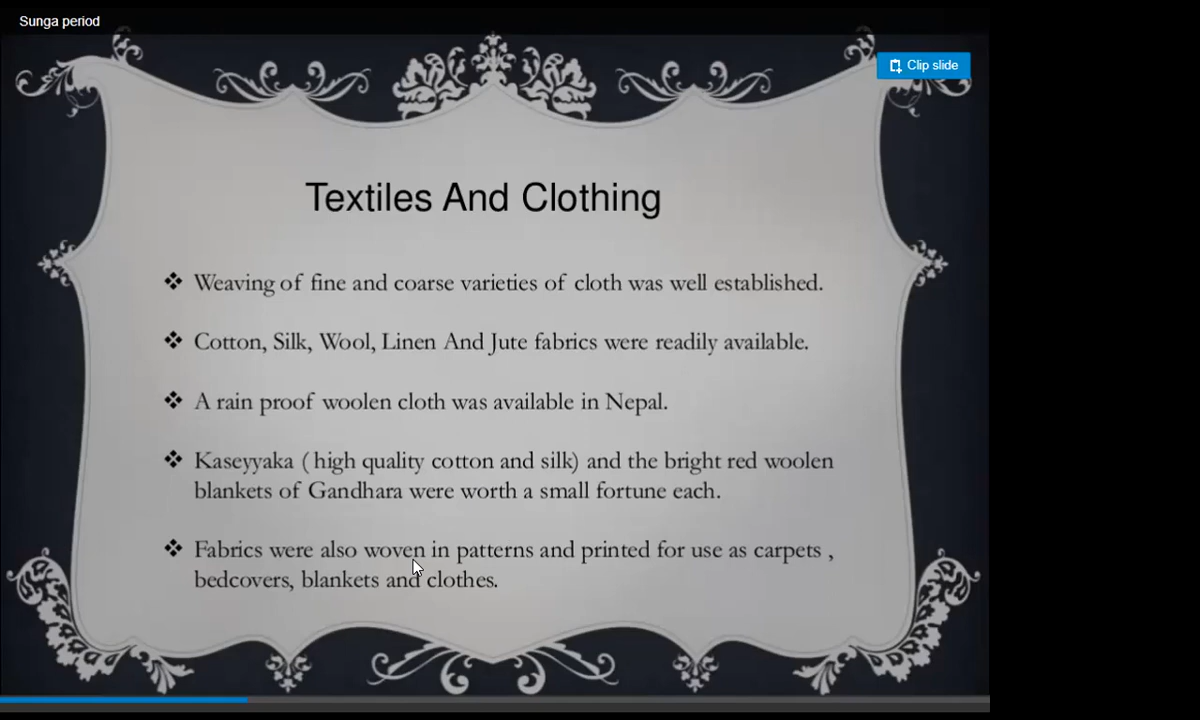 Sunga period
Clip slide
Textiles And Clothing
❖ Weaving of fine and coarse varieties of cloth was well established.
❖ Cotton, Silk, Wool, Linen And Jute fabrics were readily available.
❖ A rain proof woolen cloth was available in Nepal.
❖ Kaseyyaka ( high quality cotton and silk) and the bright red woolen
blankets of Gandhara were worth a small fortune each.
❖ Fabrics were also woven in patterns and printed for use as carpets ,
bedcovers, blankets and clothes.